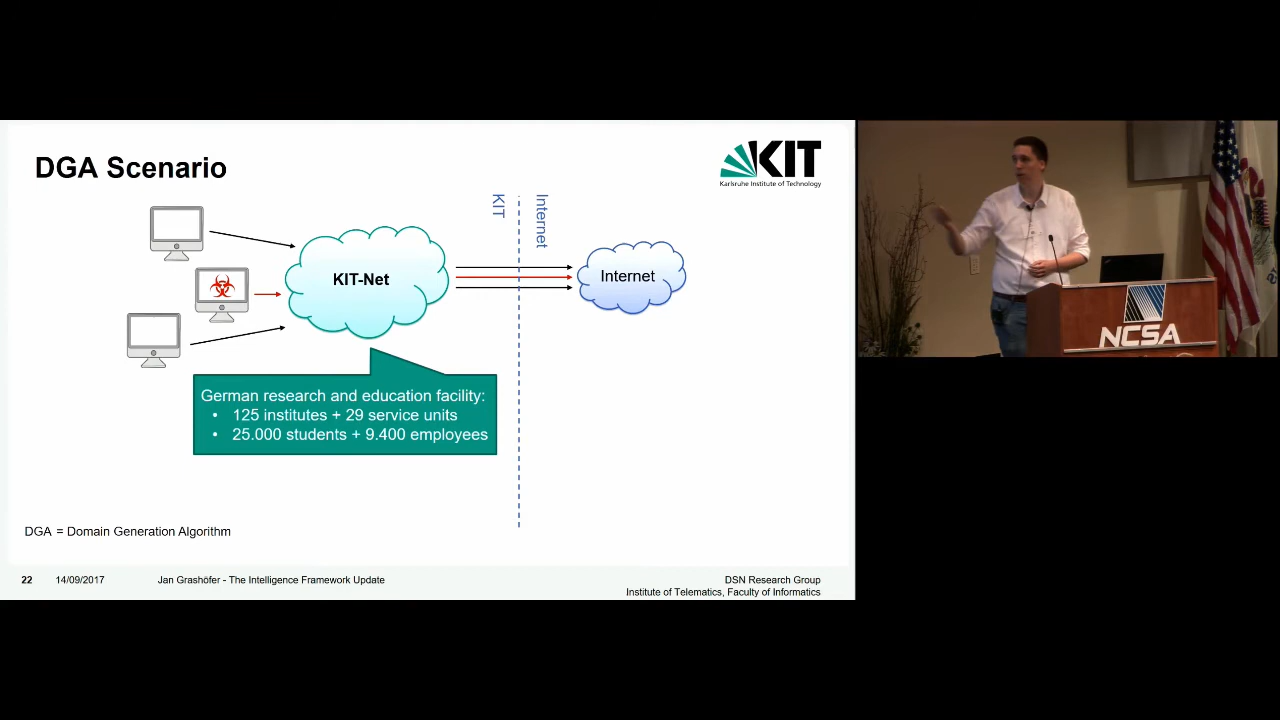 DGA Scenario
KIT
Karlsruhe Institute of Technology
KIT
Internet
KIT-Net
Internet
German research and education facility:
• 125 institutes + 29 service units
• 25.000 students + 9.400 employees
DGA = Domain Generation Algorithm
22
14/09/2017
Jan Grashöfer - The Intelligence Framework Update
DSN Research Group
Institute of Telematics, Faculty of Informatics
NCSA